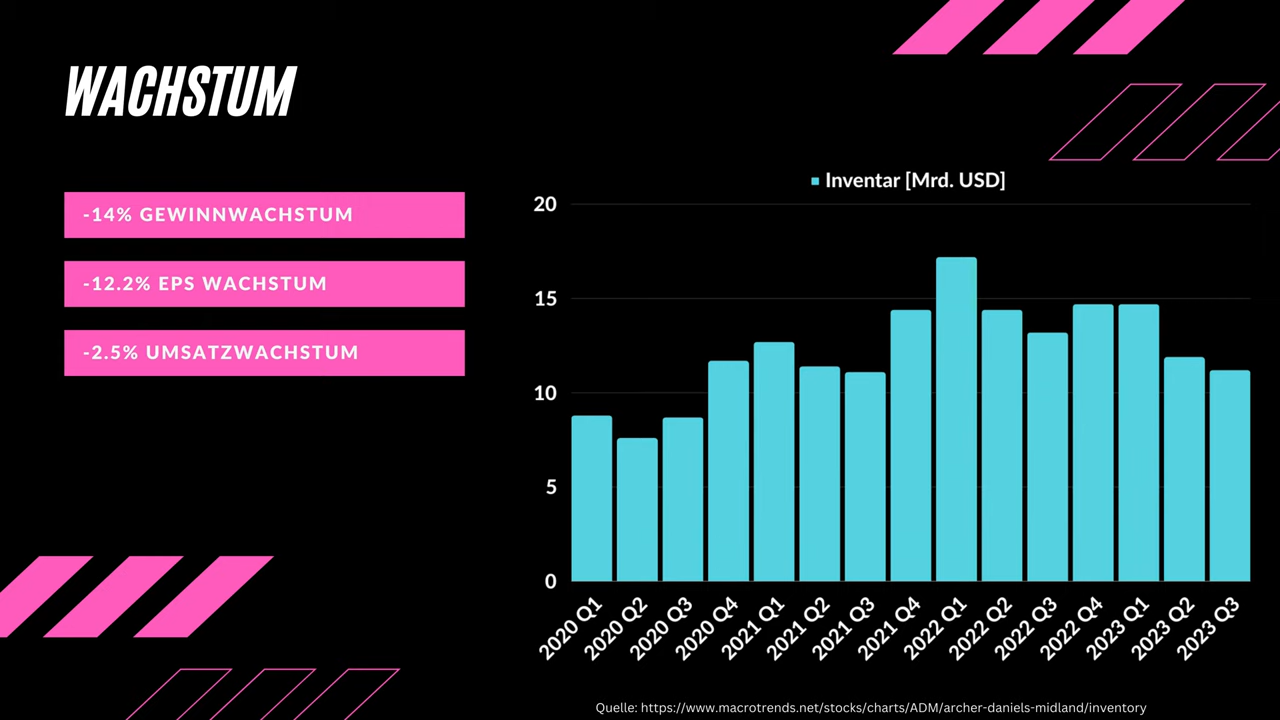 WACHSTUM
-14% GEWINNWACHSTUM
-12.2% EPS WACHSTUM
-2.5% UMSATZWACHSTUM
Inventar [Mrd. USD]
20
15
10
5
0
2020 Q1
2020 Q2
2020 Q3
2020 Q4
2021 Q1
2021 Q2
2021 Q3
2021 Q4
2022 Q1
2022 Q2
2022 Q3
2022 Q4
2023 Q1
2023 Q2
2023 Q3
Quelle: https://www.macrotrends.net/stocks/charts/ADM/archer-daniels-midland/inventory